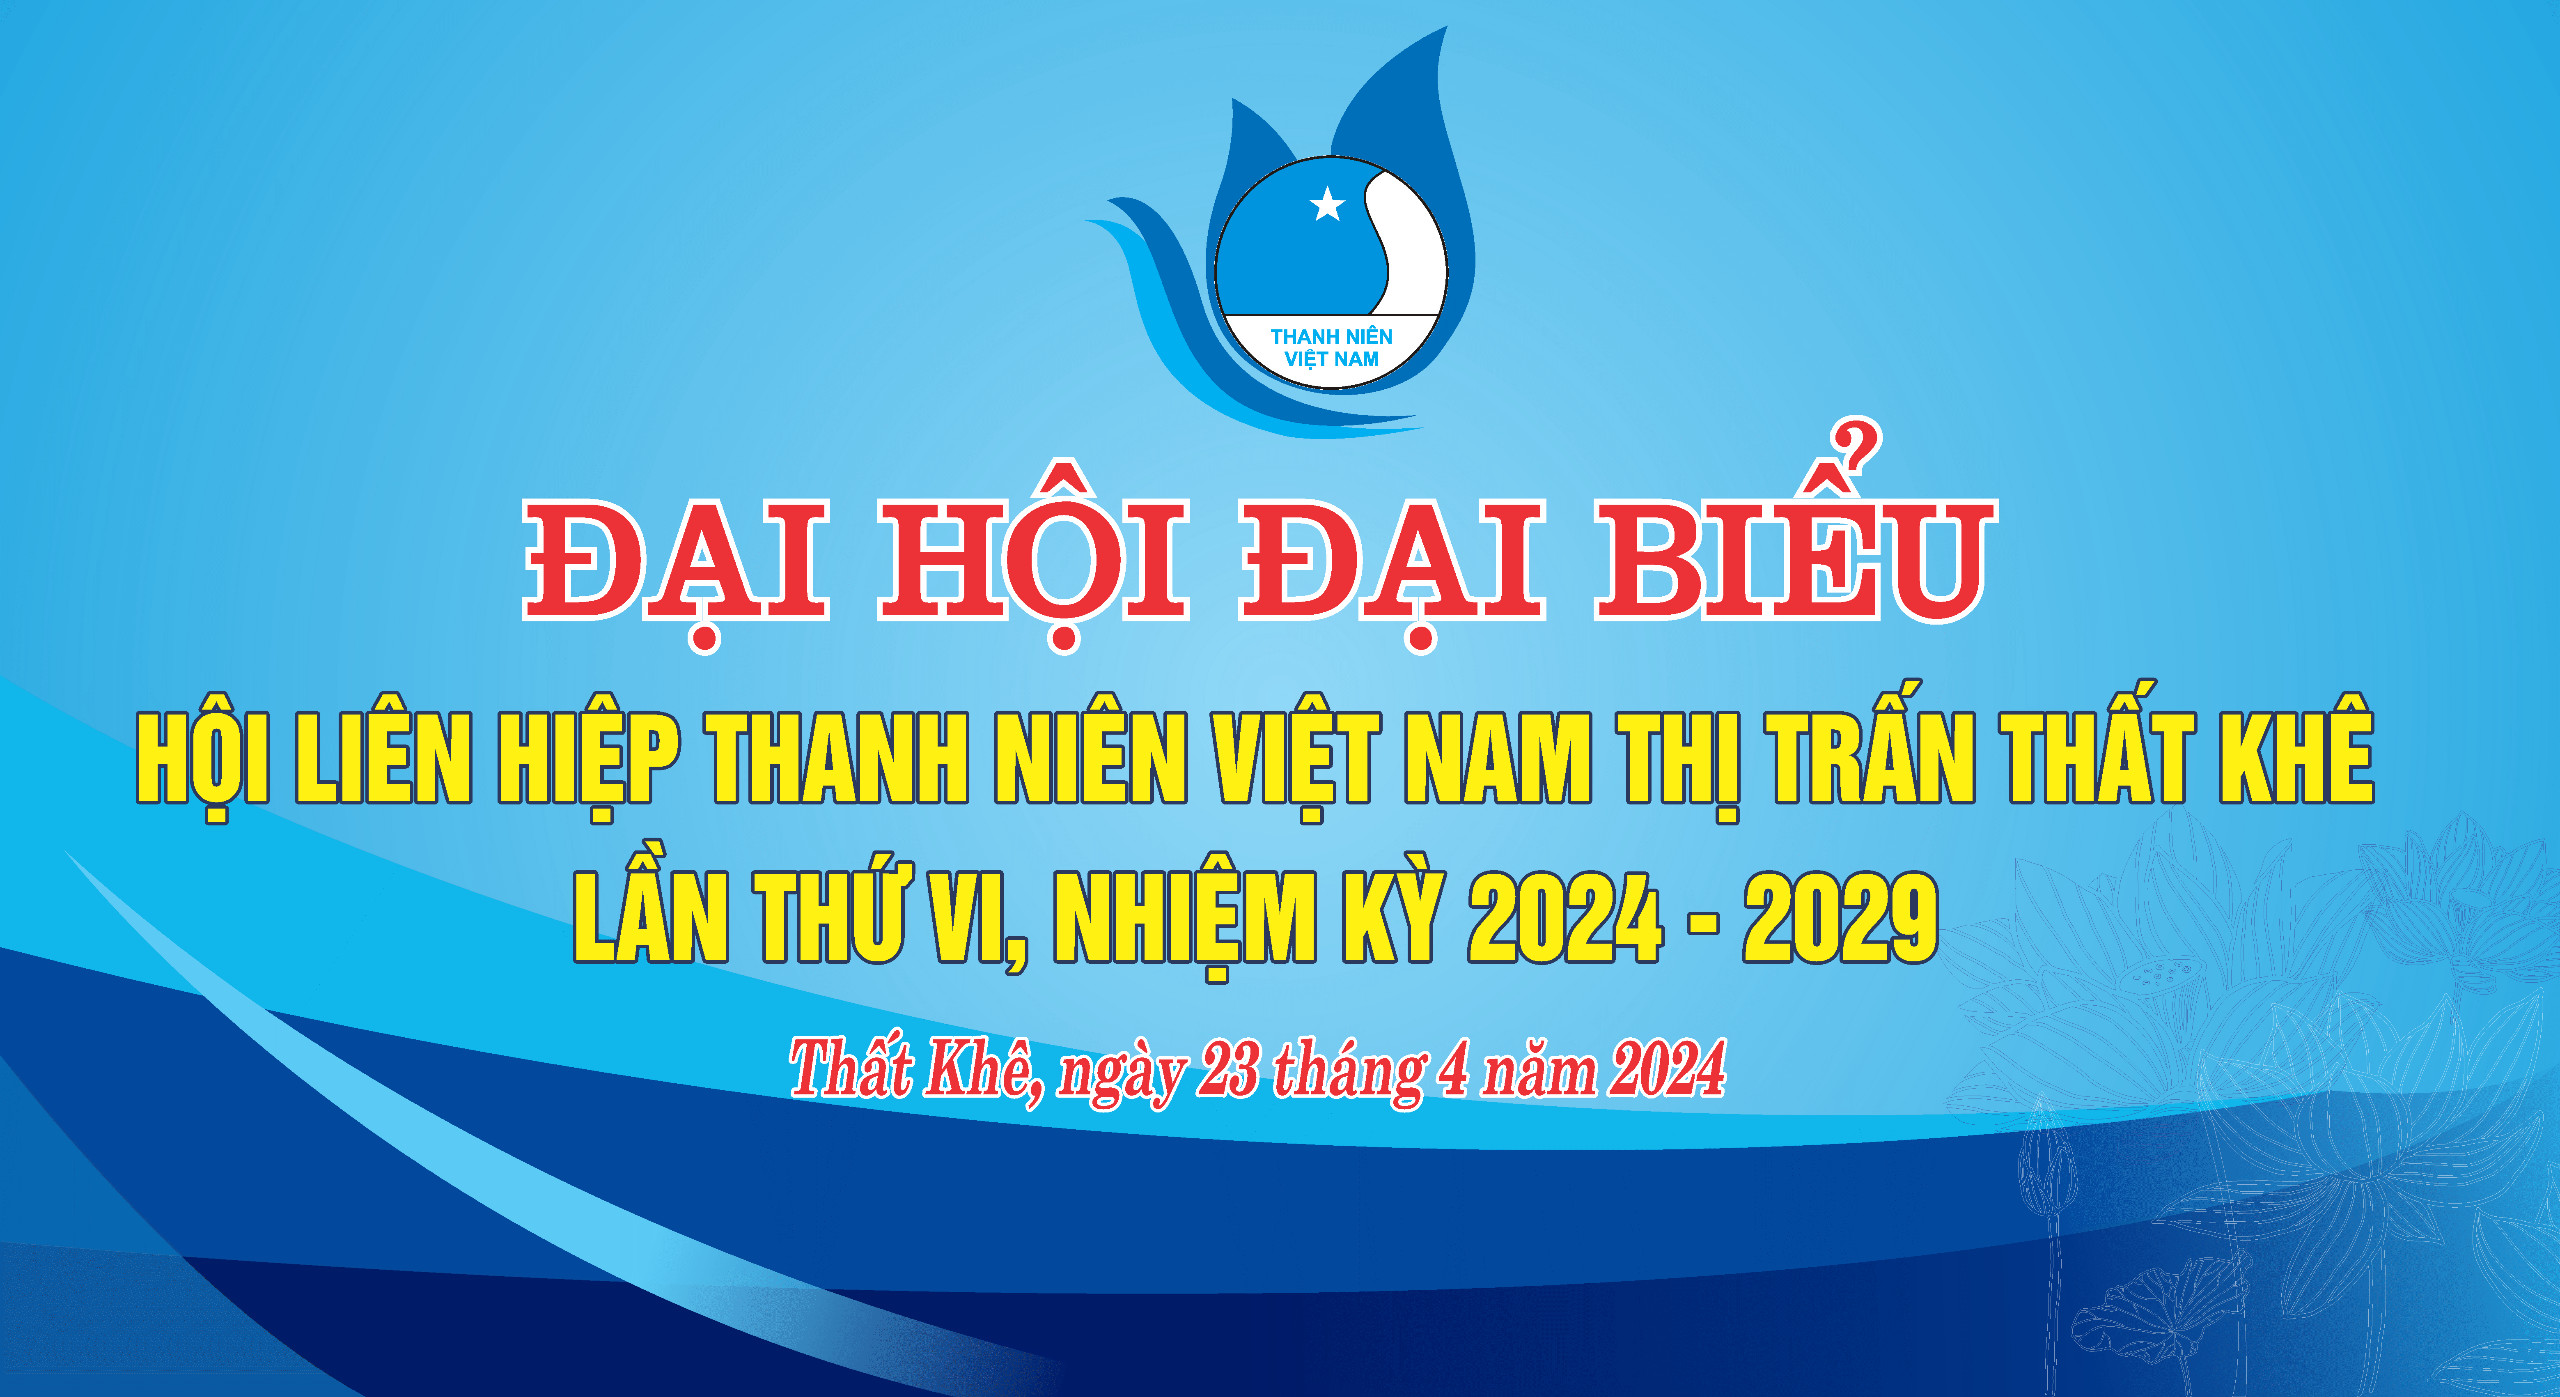 THANH NIÊN
VIỆT NAM
ĐẠI HỘI ĐẠI BIỂU
HỘI LIÊN HIỆP THANH NIÊN VIỆT NAM THỊ TRẤN THẤT KHÊ
LẦN THỨ VI, NHIỆM KỲ 2024 - 2029
Thất Khê, ngày 23 tháng 4 năm 2024